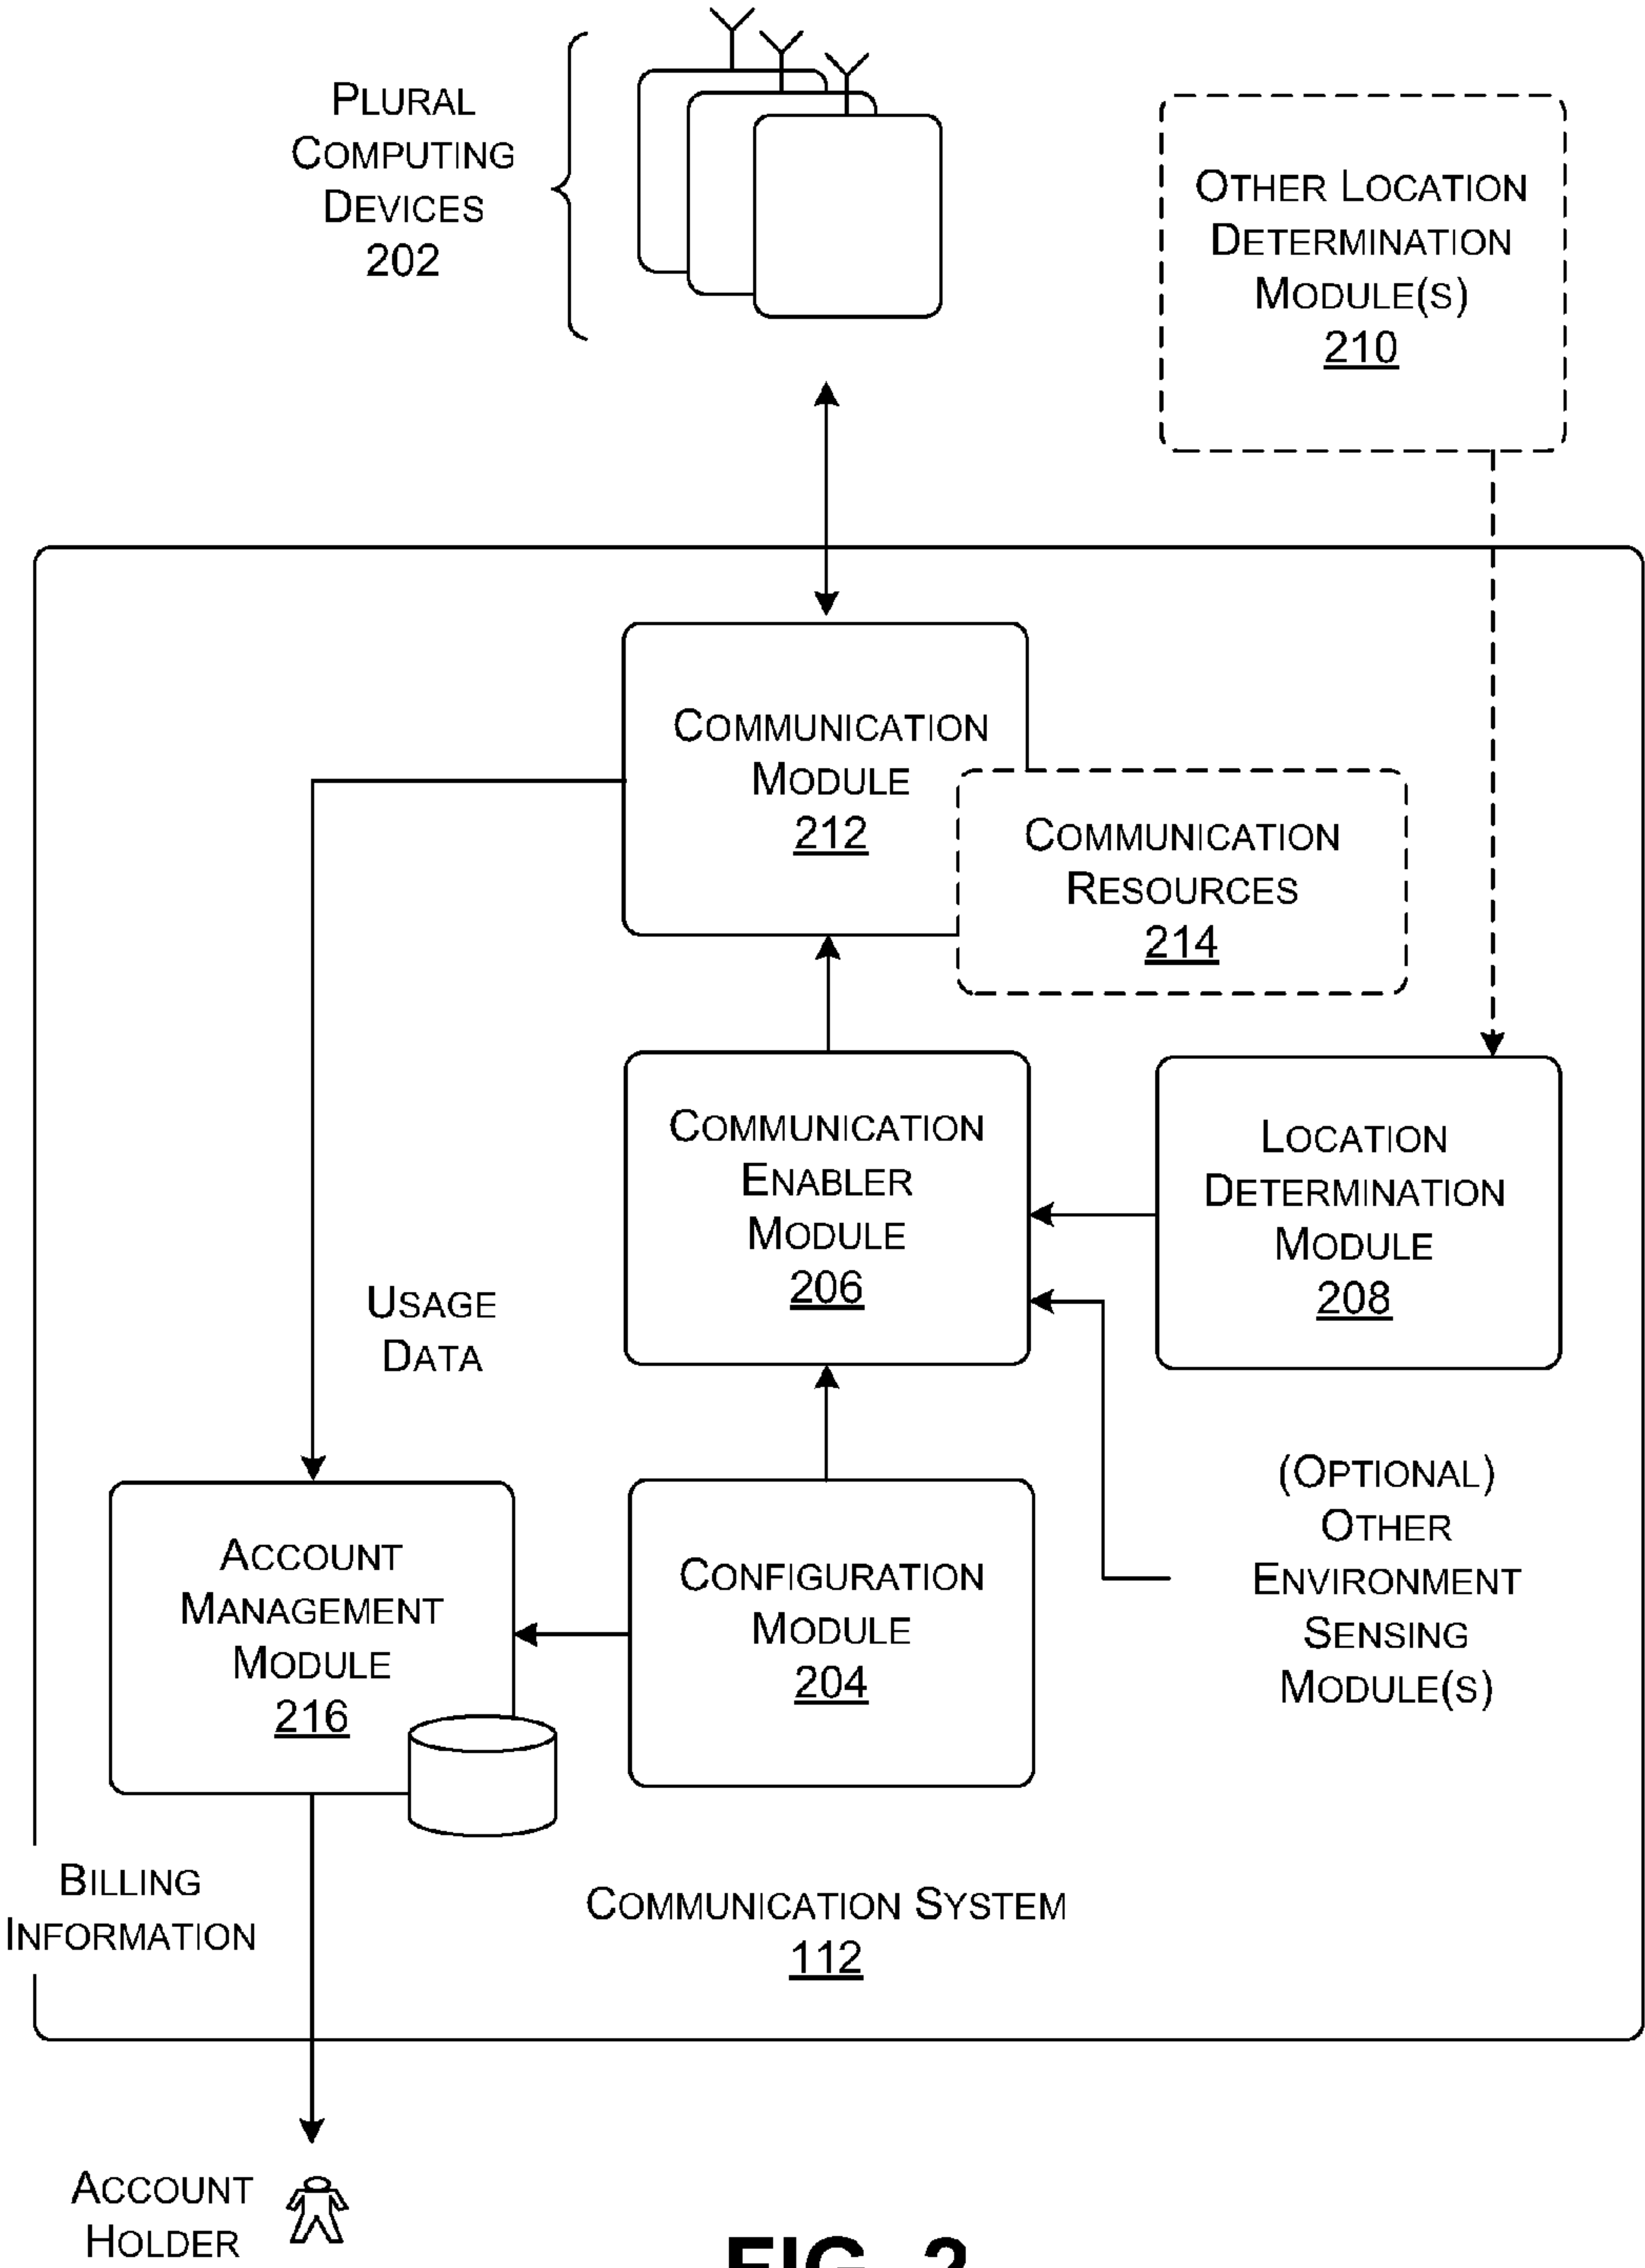 PLURAL
COMPUTING
DEVICES
202
OTHER LOCATION
DETERMINATION
MODULE(S)
210
COMMUNICATION
MODULE
212
COMMUNICATION
RESOURCES
214
COMMUNICATION
ENABLER
MODULE
206
LOCATION
DETERMINATION
MODULE
208
USAGE
DATA
ACCOUNT
MANAGEMENT
MODULE
216
CONFIGURATION
MODULE
204
(OPTIONAL)
OTHER
ENVIRONMENT
SENSING
MODULE(S)
BILLING
INFORMATION
COMMUNICATION SYSTEM
112
ACCOUNT
HOLDER
FIG. 2